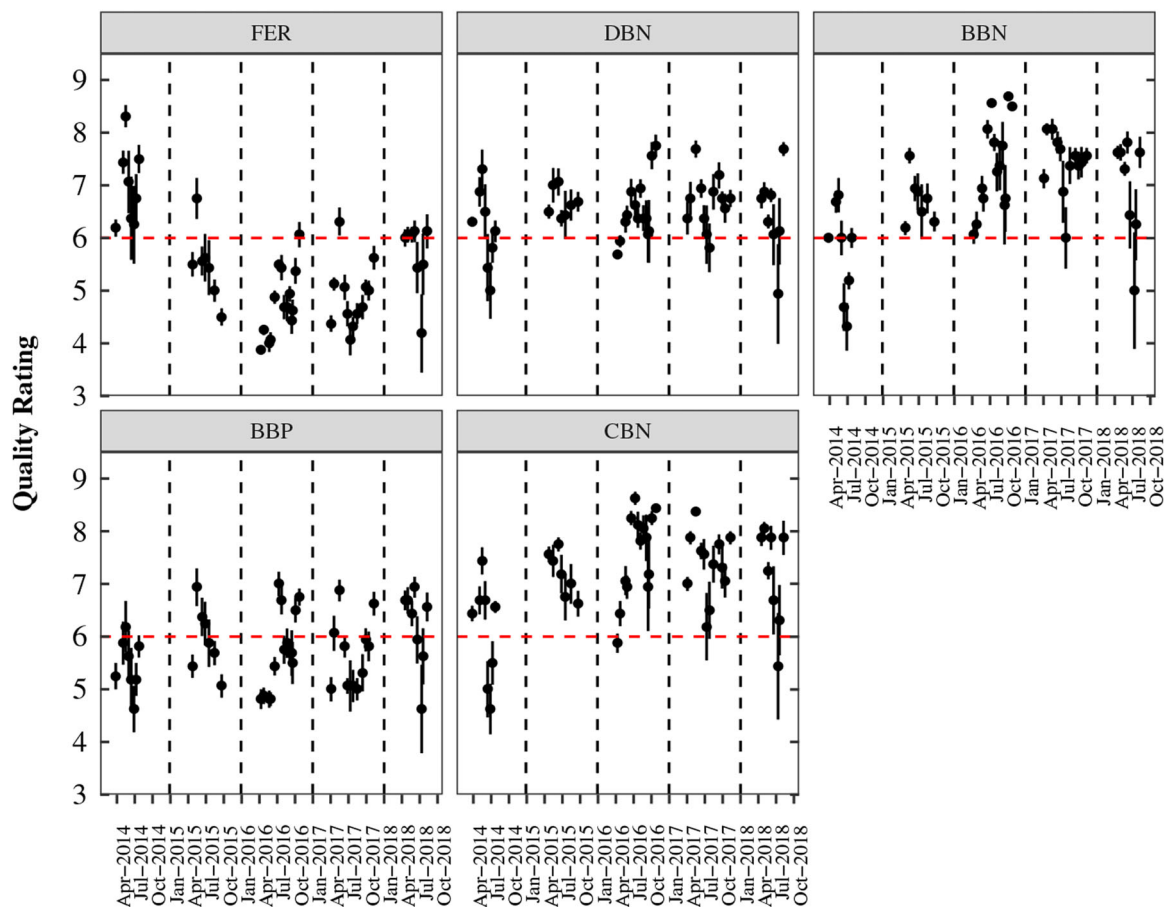 FER
DBN
BBN
9
8
7
6
5
4
3
Quality Rating
BBP
CBN
9
8
7
6
5
4
3
Apr−2014
Jul−2014
Oct−2014
Jan−2015
Apr−2015
Jul−2015
Oct−2015
Jan−2016
Apr−2016
Jul−2016
Oct−2016
Jan−2017
Apr−2017
Jul−2017
Oct−2017
Jan−2018
Apr−2018
Jul−2018
Oct−2018
Apr−2014
Jul−2014
Oct−2014
Jan−2015
Apr−2015
Jul−2015
Oct−2015
Jan−2016
Apr−2016
Jul−2016
Oct−2016
Jan−2017
Apr−2017
Jul−2017
Oct−2017
Jan−2018
Apr−2018
Jul−2018
Oct−2018
Apr−2014
Jul−2014
Oct−2014
Jan−2015
Apr−2015
Jul−2015
Oct−2015
Jan−2016
Apr−2016
Jul−2016
Oct−2016
Jan−2017
Apr−2017
Jul−2017
Oct−2017
Jan−2018
Apr−2018
Jul−2018
Oct−2018